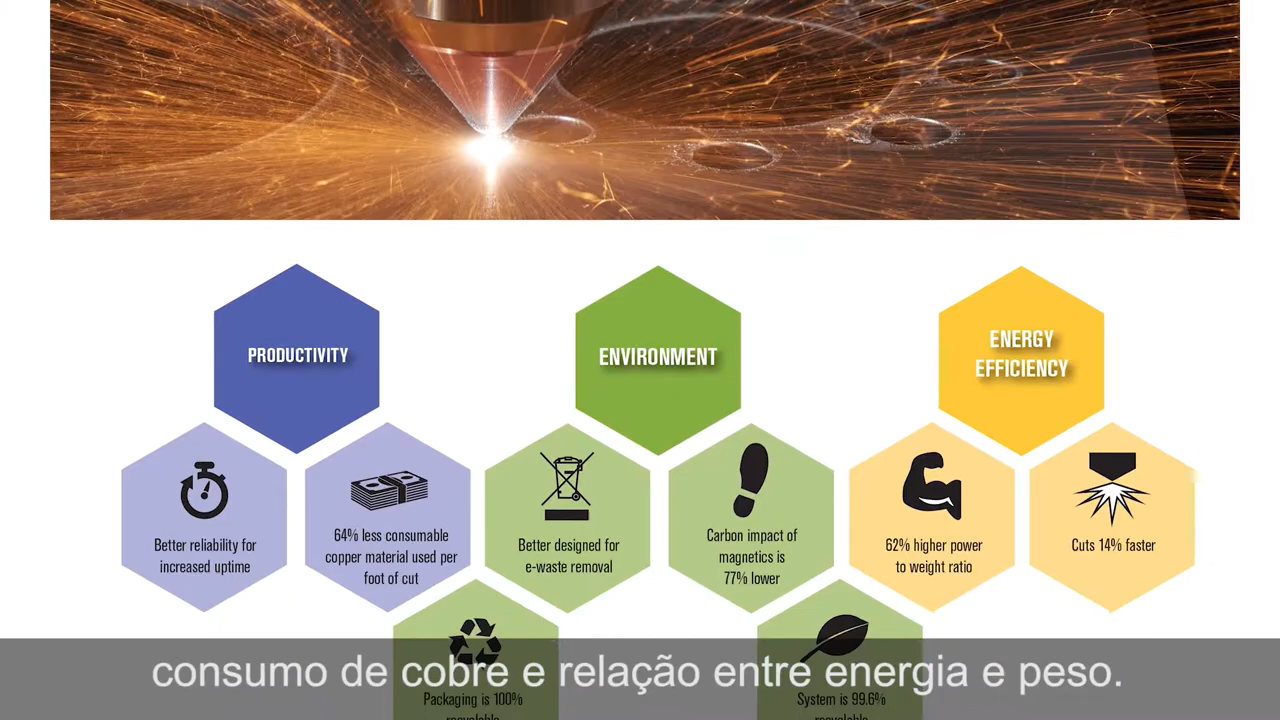 PRODUCTIVITY
ENVIRONMENT
ENERGY
EFFICIENCY
Better reliability for
increased uptime
64% less consumable
copper material used per
foot of cut
Better designed for
e-waste removal
Carbon impact of
magnetics is
77% lower
62% higher power
to weight ratio
Cuts 14% faster
Packaging is 100%
System is 99.6%
consumo de cobre e relação entre energia e peso.